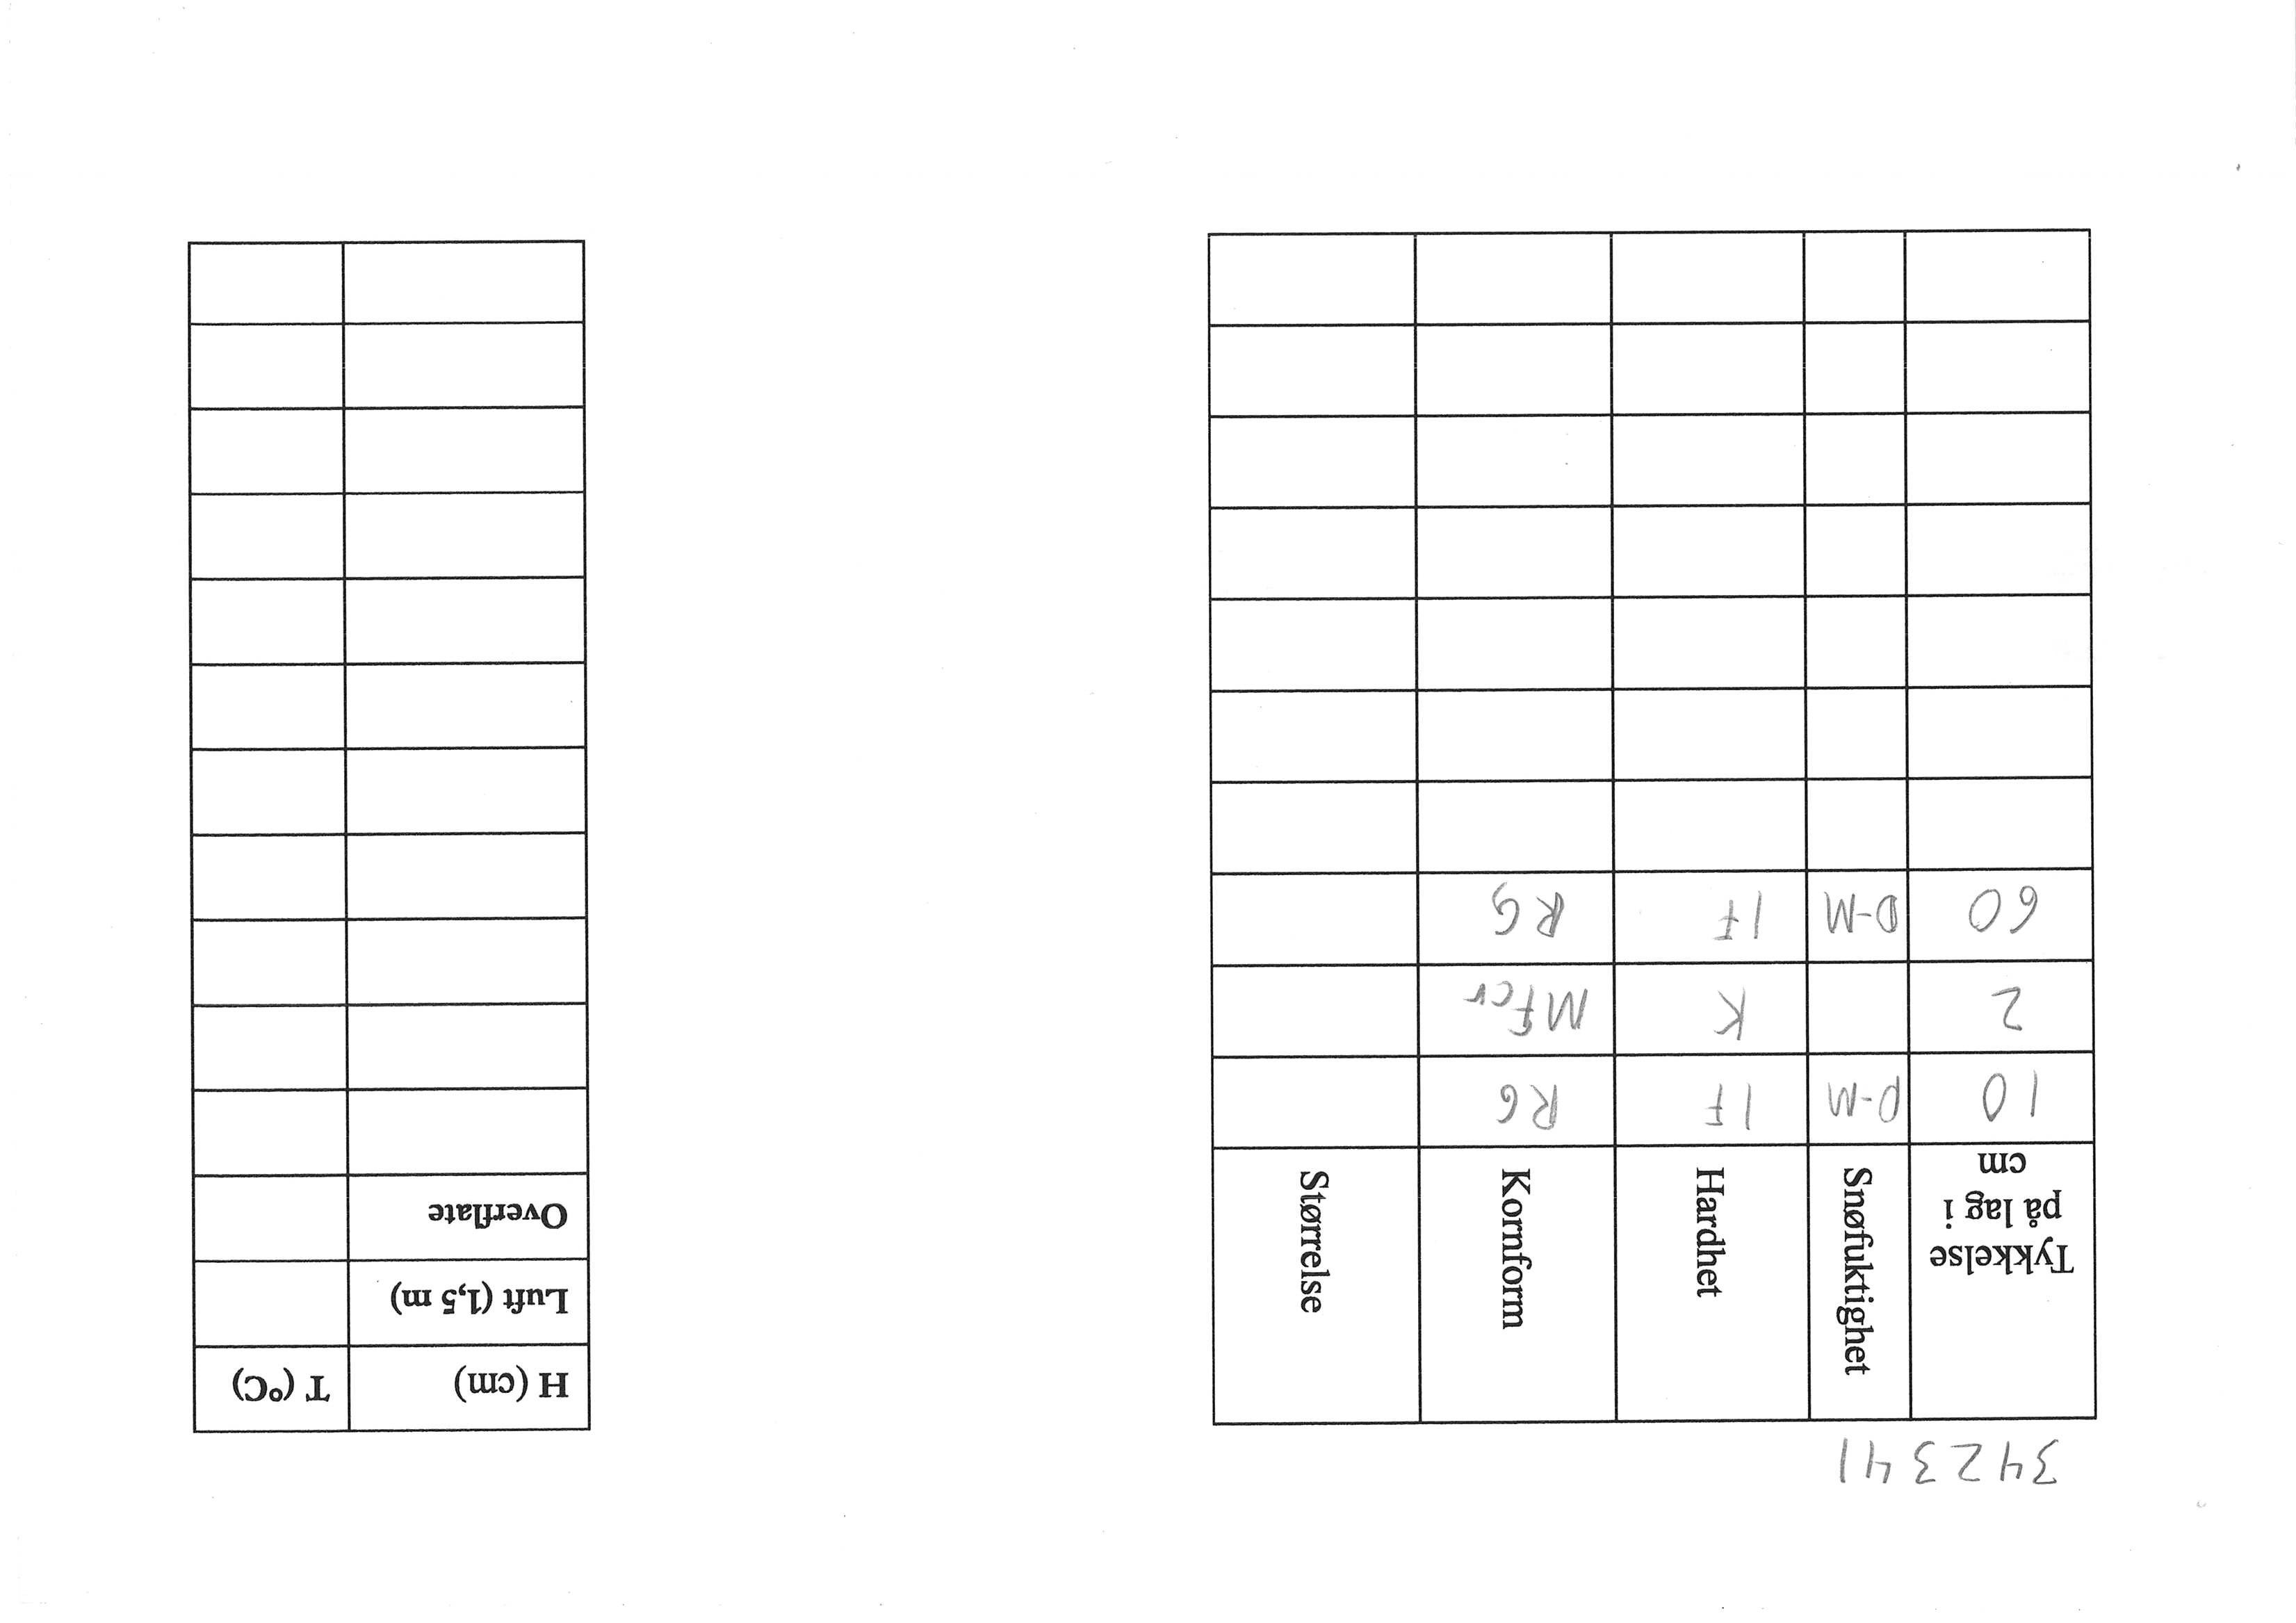 342341
Tykkelse på lag i cm Snøfuktighet Hardhet Kornform Størrelse
10 D-M 1F RG
2 K MFcr
60 D-M 1F RG
H (cm) T (°C)
Luft (1,5 m)
Overflate